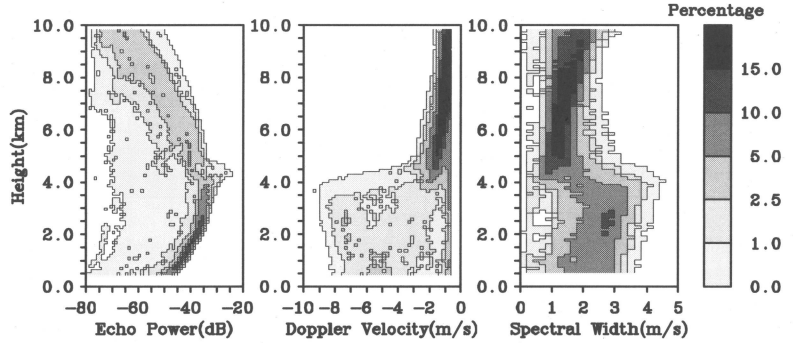 Percentage
10.0 10.0 10.0
8.0 8.0 8.0
15.0
6.0 6.0 6.0
10.0
Height(km)
5.0
4.0 4.0 4.0
2.5
2.0 2.0 2.0
1.0
0.0 0.0 0.0 0.0
-80 -60 -40 -20 -10 -8 -6 -4 -2 0 0 1 2 3 4 5
Echo Power(dB) Doppler Velocity(m/s) Spectral Width(m/s)